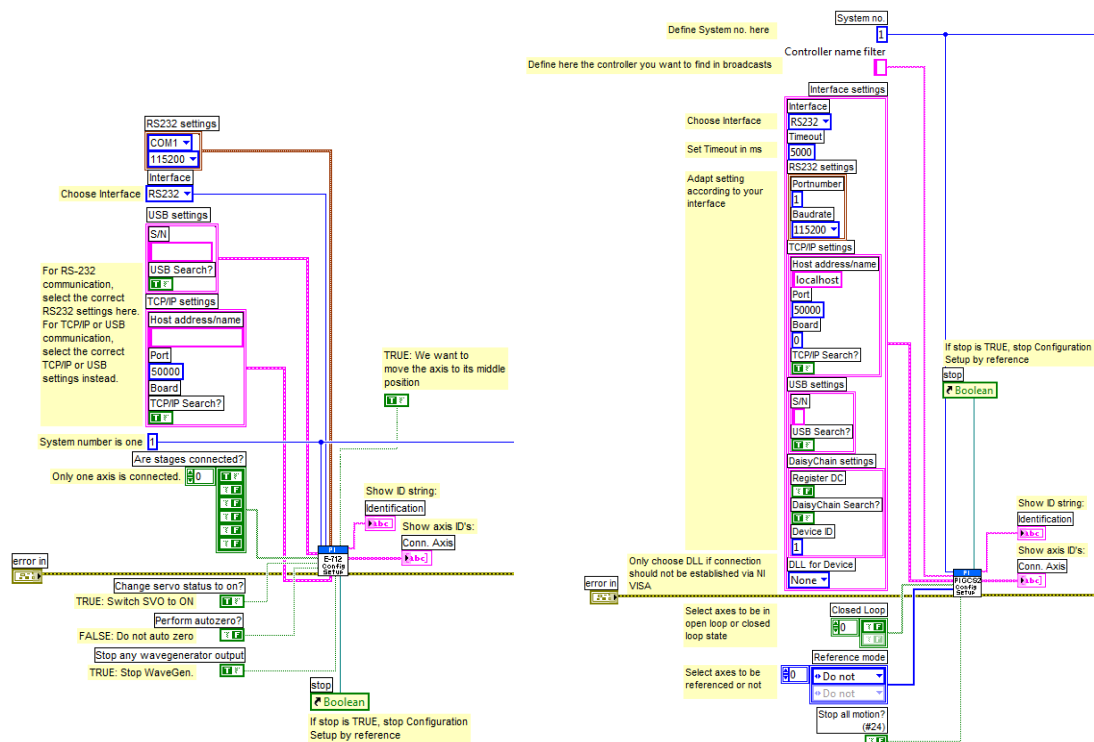 RS232 settings
COM1
115200
Interface
Choose Interface
RS232
USB settings
S/N
USB Search?
T F
For RS-232
communication,
select the correct
RS232 settings here.
For TCP/IP or USB
communication,
select the correct
TCP/IP or USB
settings instead.
TCP/IP settings
Host address/name
Port
50000
Board
TCP/IP Search?
T F
TRUE: We want to
move the axis to its middle
position
T F
System number is one
1
Are stages connected?
Only one axis is connected.
0
T F
T F
T F
T F
T F
T F
Show ID string:
Identification
abc
Show axis ID's:
Conn. Axis
abc
PI
E-712
Config
SETUP
error in
Change servo status to on?
TRUE: Switch SVO to ON
T F
Perform autozero?
FALSE: Do not auto zero
T F
Stop any wavegenerator output
TRUE: Stop WaveGen.
T F
stop
Boolean
If stop is TRUE, stop Configuration
Setup by reference
System no.
Define System no. here
1
Controller name filter
Define here the controller you want to find in broadcasts
Interface settings
Interface
Choose Interface
RS232
Timeout
Set Timeout in ms
5000
RS232 settings
Adapt setting
according to your
interface
Portnumber
1
Baudrate
115200
TCP/IP settings
Host address/name
localhost
Port
50000
Board
0
TCP/IP Search?
T F
USB settings
S/N
USB Search?
T F
DaisyChain settings
Register DC
T F
DaisyChain Search?
T F
Device ID
1
DLL for Device
None
Only choose DLL if connection
should not be established via NI
VISA
error in
If stop is TRUE, stop Configuration
Setup by reference
stop
Boolean
Show ID string:
Identification
abc
Show axis ID's:
Conn. Axis
abc
PI
PIGCS2
Config
SETUP
Select axes to be in
open loop or closed
loop state
Closed Loop
0
T F
T F
Select axes to be
referenced or not
Reference mode
0
Do not
Do not
Stop all motion?
(#24)
T F